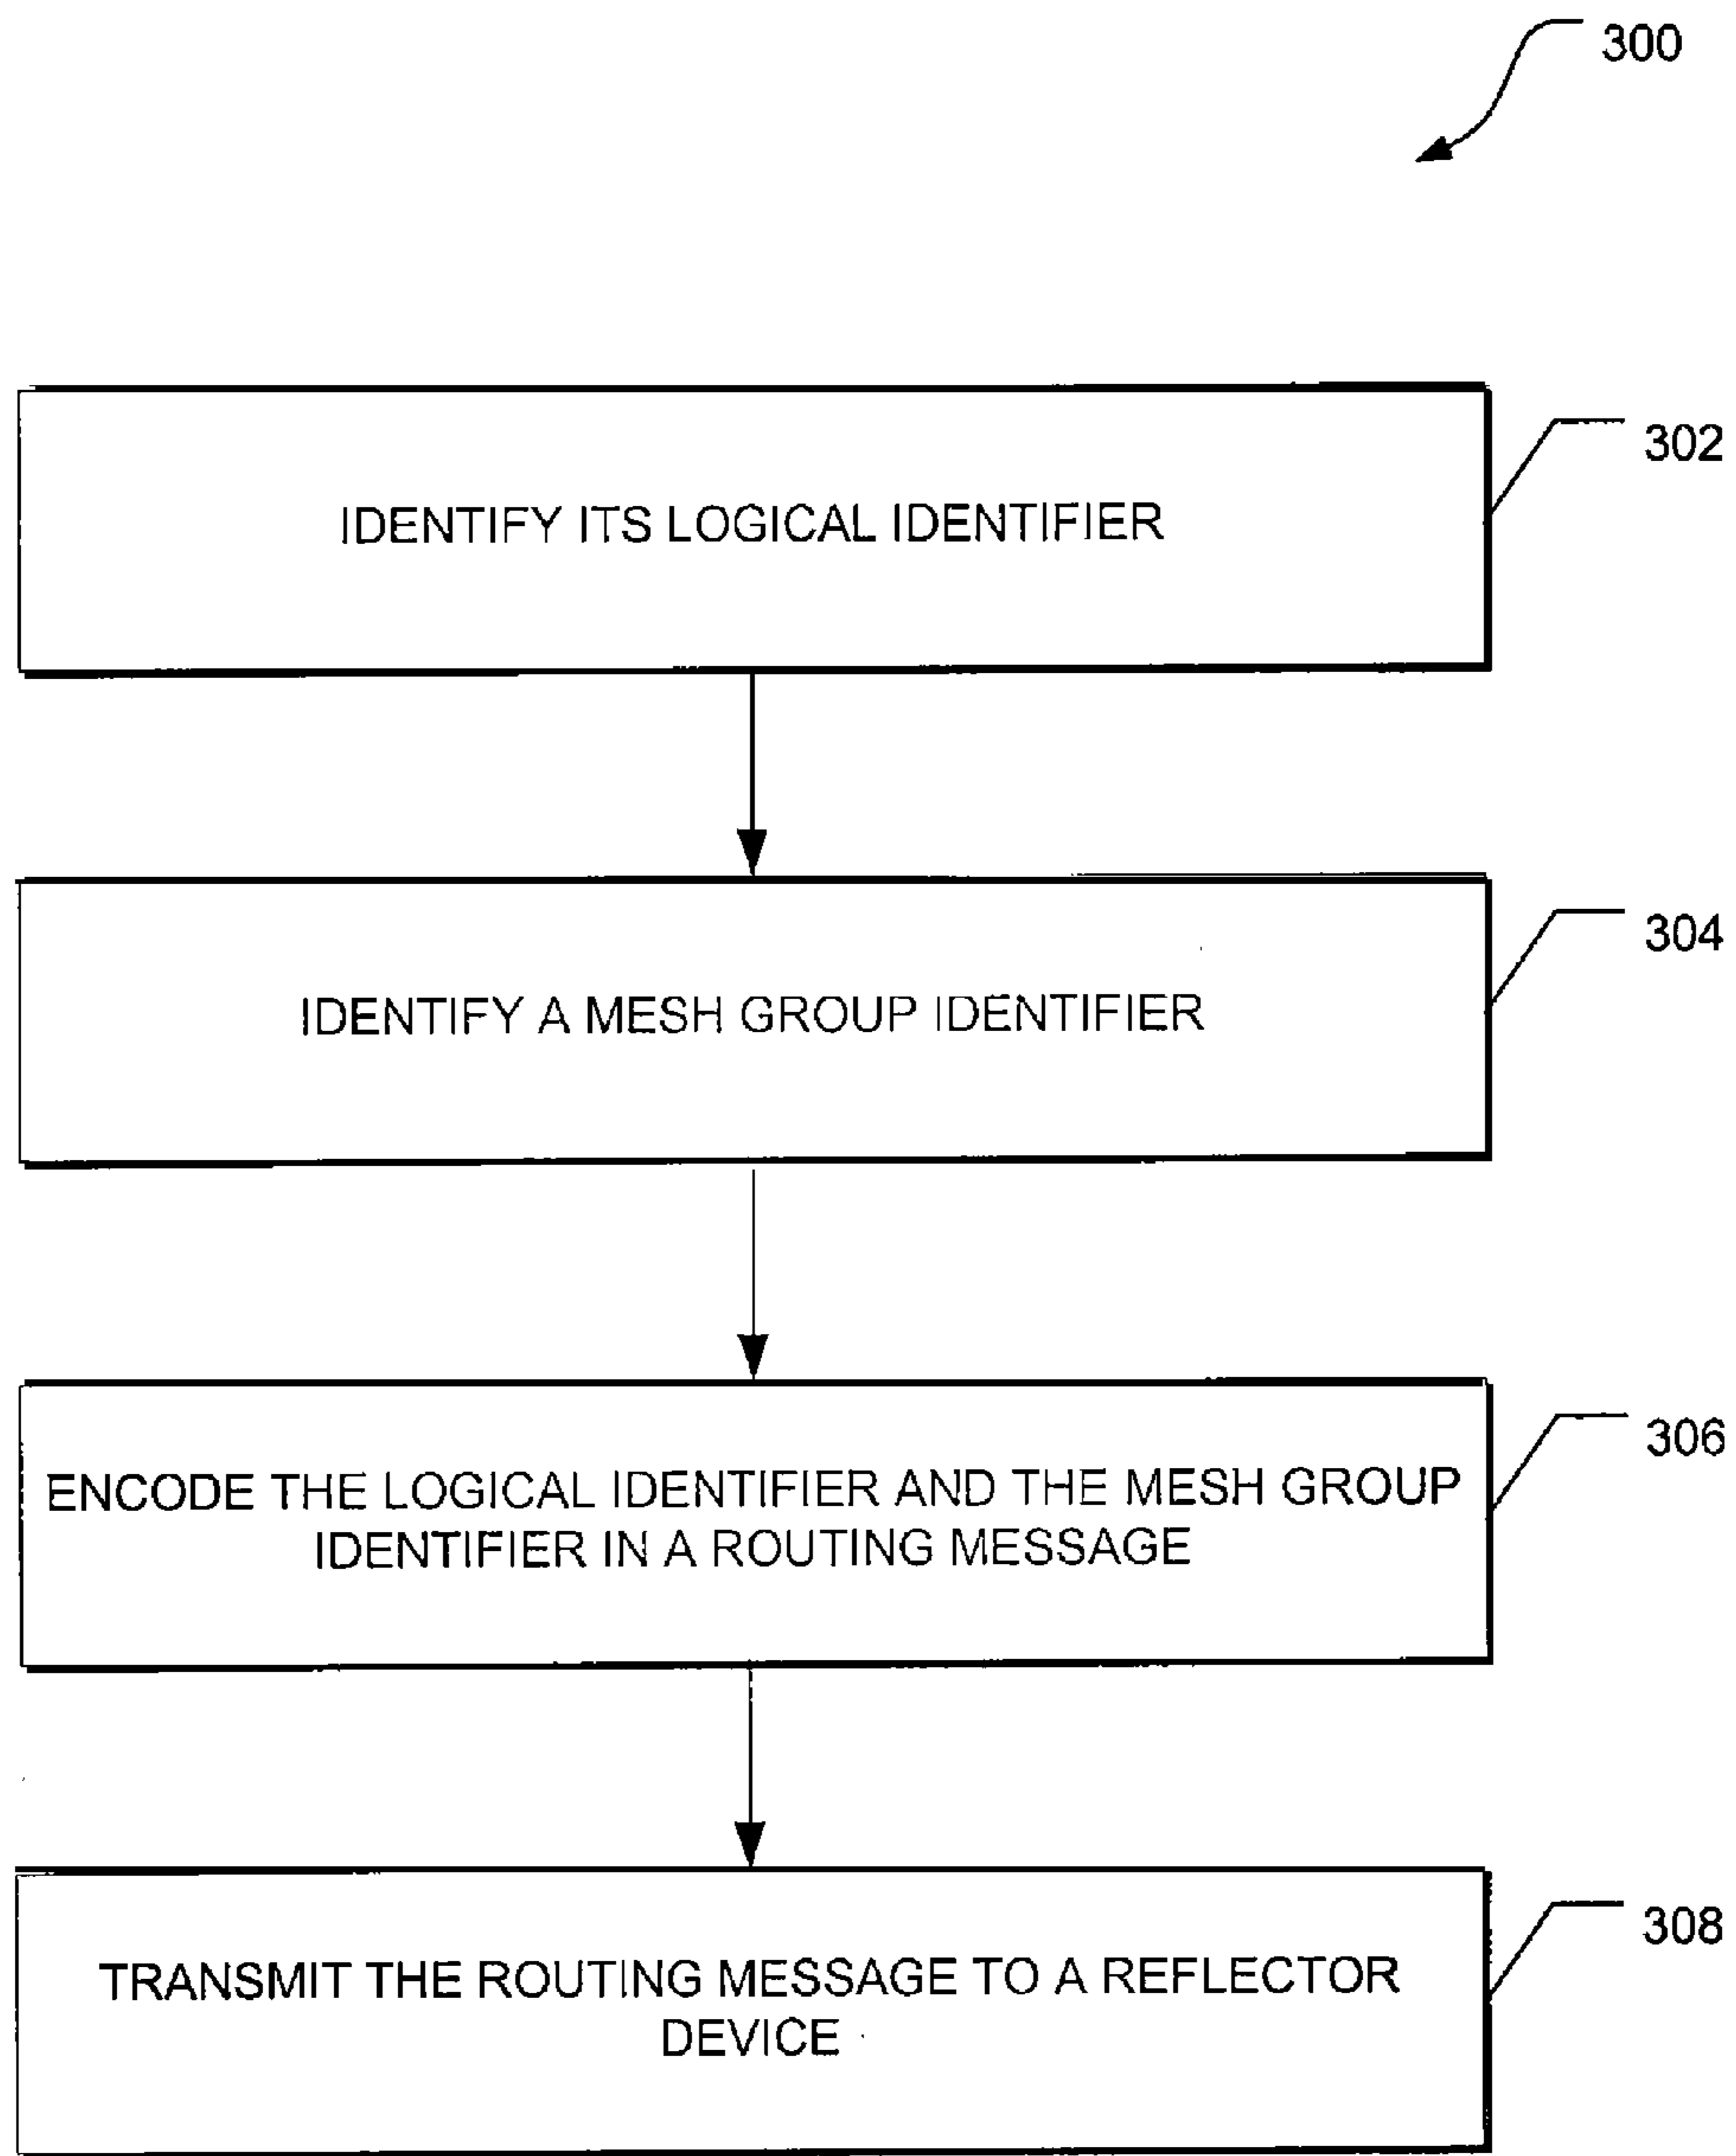 300
302
IDENTIFY ITS LOGICAL IDENTIFIER
304
IDENTIFY A MESH GROUP IDENTIFIER
306
ENCODE THE LOGICAL IDENTIFIER AND THE MESH GROUP
IDENTIFIER IN A ROUTING MESSAGE
308
TRANSMIT THE ROUTING MESSAGE TO A REFLECTOR
DEVICE